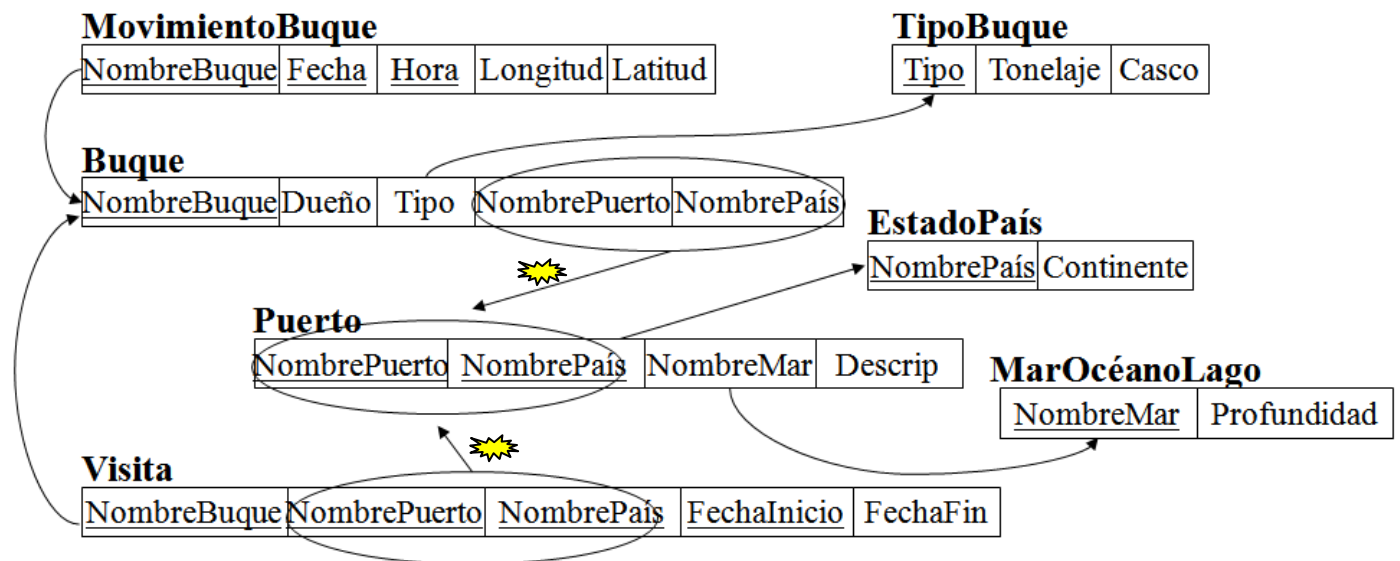 MovimientoBuque
NombreBuque Fecha Hora Longitud Latitud
TipoBuque
Tipo Tonelaje Casco
Buque
NombreBuque Dueño Tipo NombrePuerto NombrePaís
EstadoPaís
NombrePaís Continente
Puerto
NombrePuerto NombrePaís NombreMar Descrip
MarOcéanoLago
NombreMar Profundidad
Visita
NombreBuque NombrePuerto NombrePaís FechaInicio FechaFin